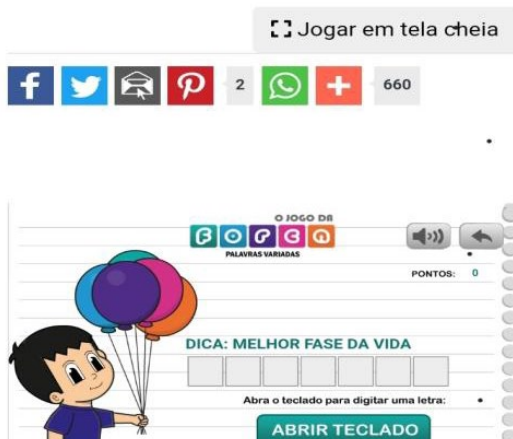 Jogar em tela cheia
2
660
O JOGO DA
FORCA
PALAVRAS VARIADAS
PONTOS: 0
DICA: MELHOR FASE DA VIDA
Abra o teclado para digitar uma letra:
ABRIR TECLADO